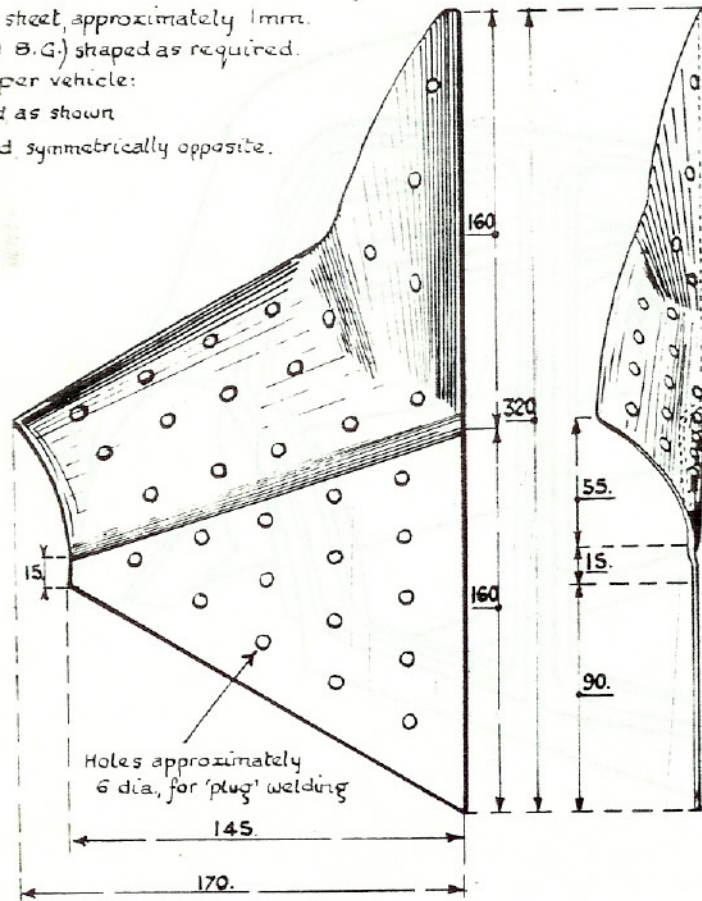 sheet, approximately 1mm.
S.G.) shaped as required.
per vehicle:
as shown
symmetrically opposite.
160
320
55.
15.
15.
160
90.
Holes approximately
6 dia., for 'plug' welding
145.
170.